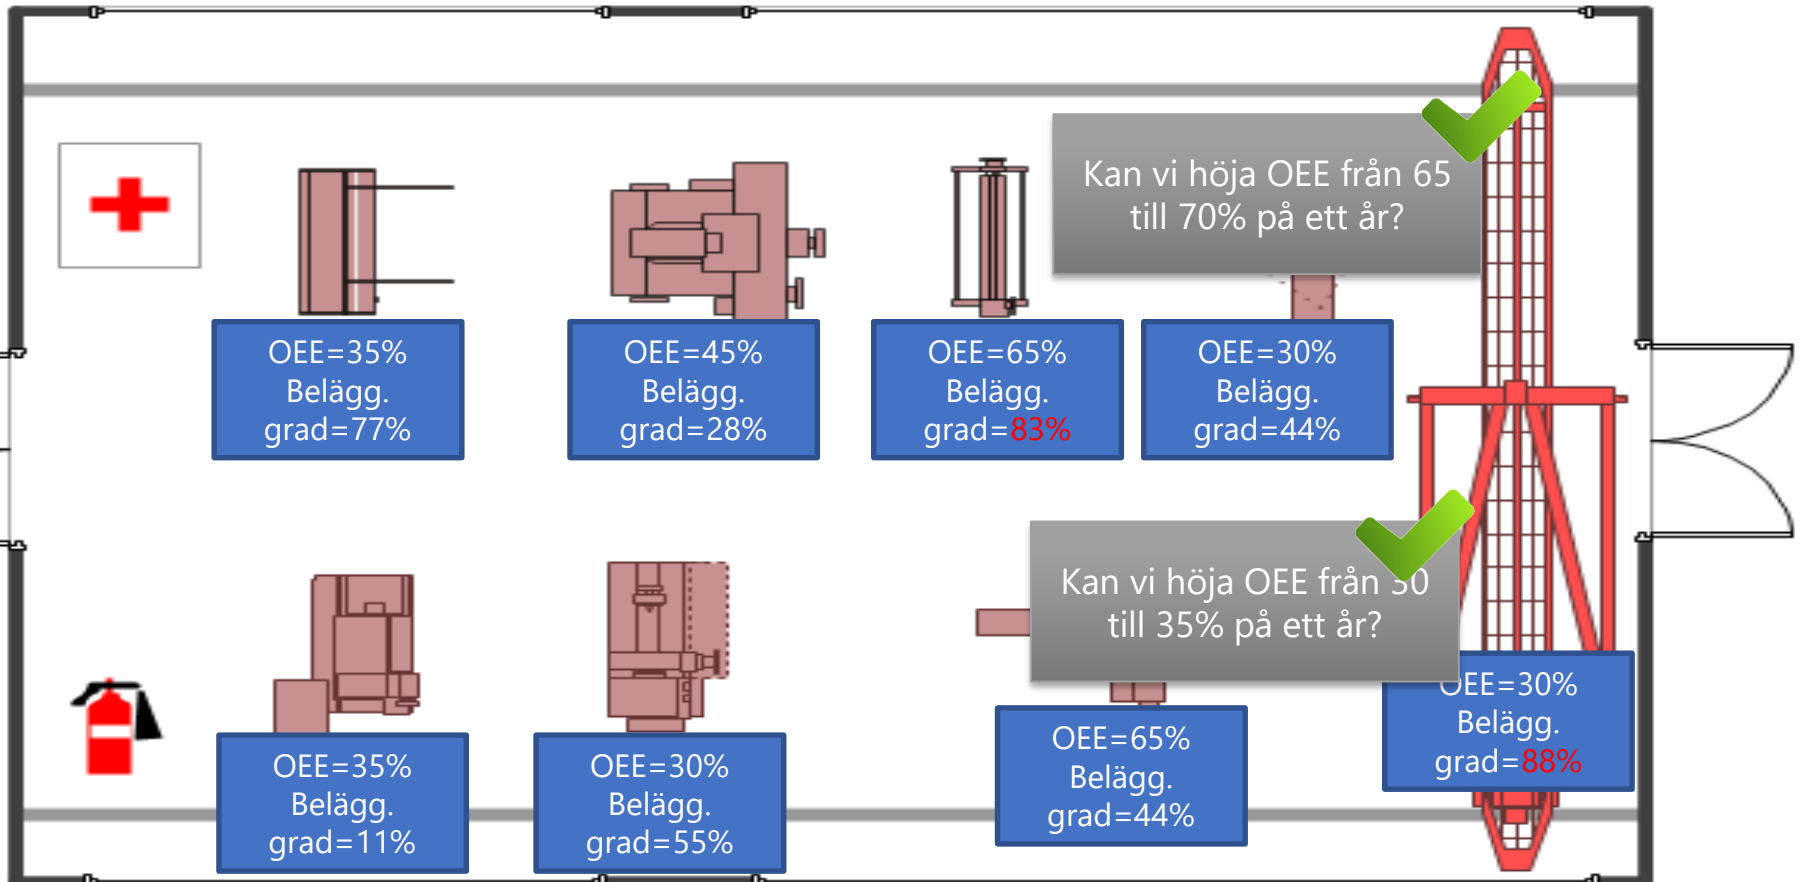 Kan vi höja OEE från 65
till 70% på ett år?
OEE=35%
Belägg.
grad=77%
OEE=45%
Belägg.
grad=28%
OEE=65%
Belägg.
grad=83%
OEE=30%
Belägg.
grad=44%
Kan vi höja OEE från 30
till 35% på ett år?
OEE=35%
Belägg.
grad=11%
OEE=30%
Belägg.
grad=55%
OEE=65%
Belägg.
grad=44%
OEE=30%
Belägg.
grad=88%